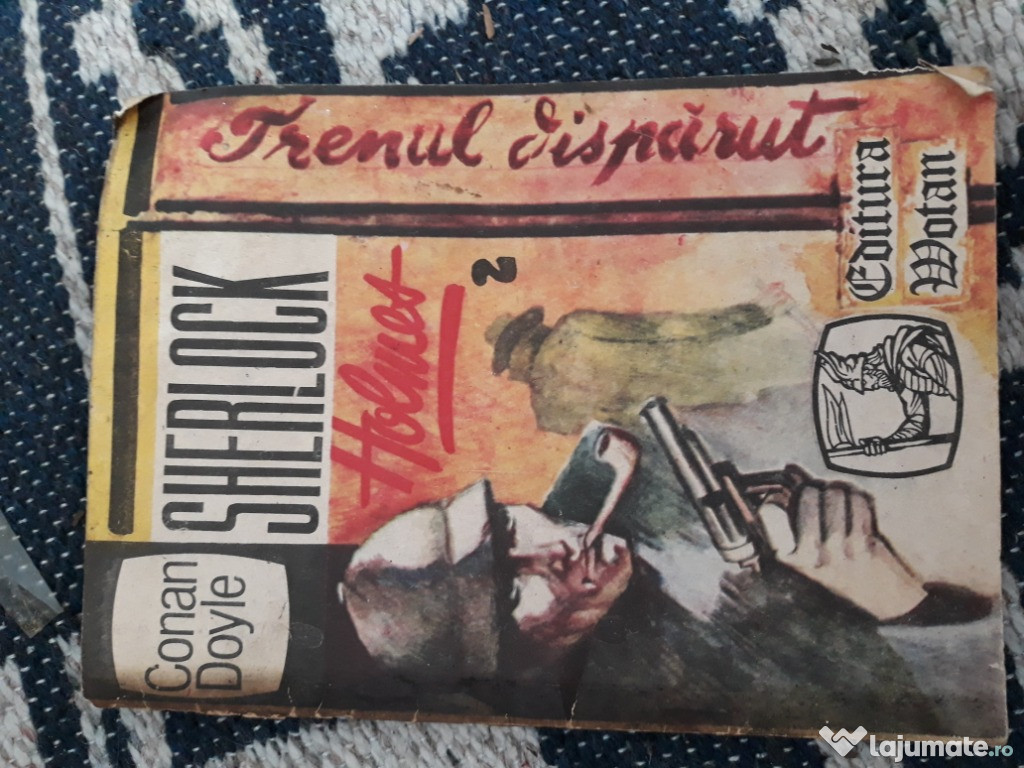 Conan
Doyle
SHERLOCK
Holmes
2
Trenul dispărut
Editura
Wotan
lajumate.ro